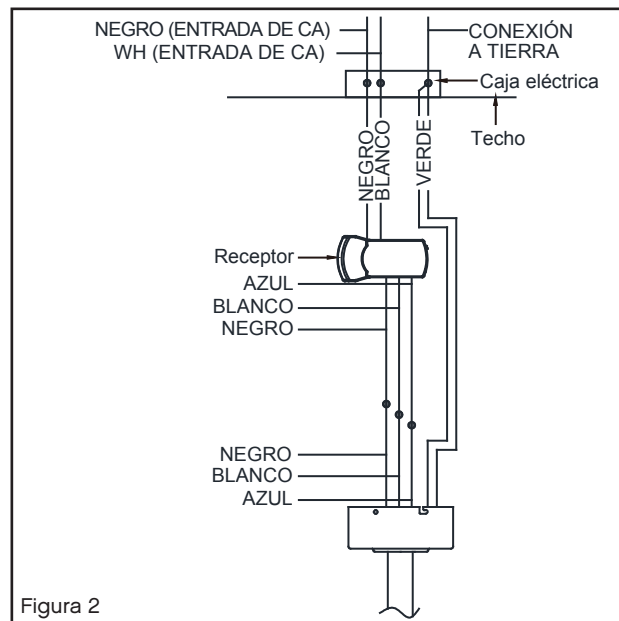 NEGRO (ENTRADA DE CA)
WH (ENTRADA DE CA)
CONEXIÓN
A TIERRA
Caja eléctrica
Techo
NEGRO
BLANCO
VERDE
Receptor
AZUL
BLANCO
NEGRO
NEGRO
BLANCO
AZUL
Figura 2